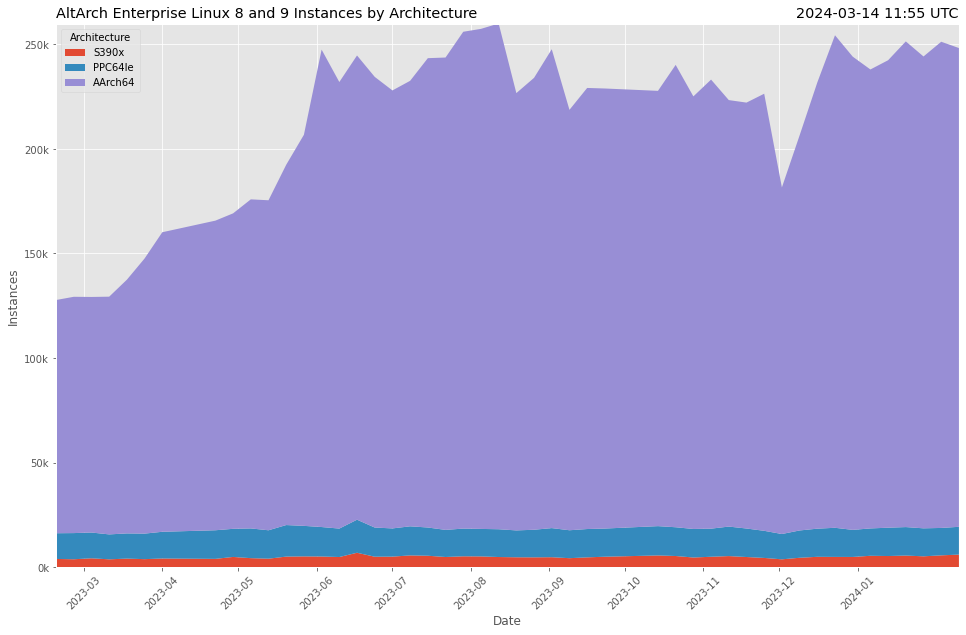 AltArch Enterprise Linux 8 and 9 Instances by Architecture
2024-03-14 11:55 UTC
Architecture
S390x
PPC64le
AArch64
250k
200k
150k
100k
50k
0k
Instances
2023-03
2023-04
2023-05
2023-06
2023-07
2023-08
2023-09
2023-10
2023-11
2023-12
2024-01
Date